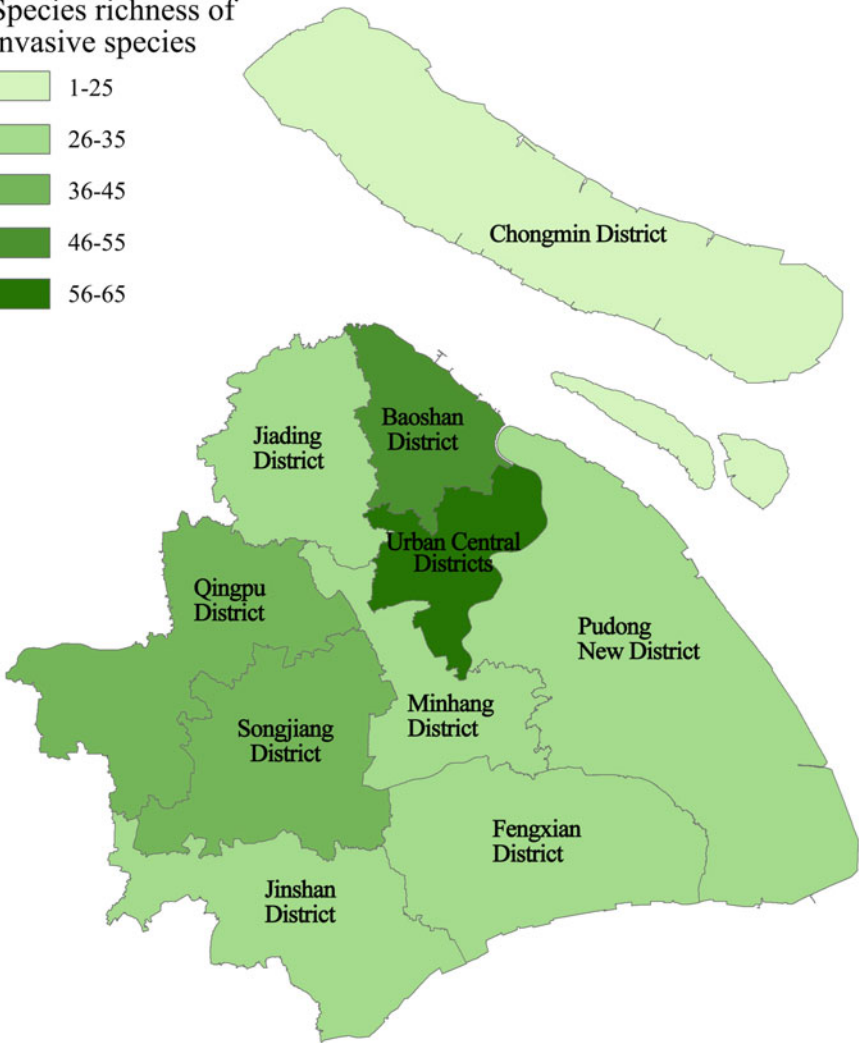 Species richness of
invasive species
1-25
26-35
36-45
46-55
56-65
Chongmin District
Baoshan
District
Jiading
District
Urban Central
Districts
Qingpu
District
Pudong
New District
Minhang
District
Songjiang
District
Fengxian
District
Jinshan
District